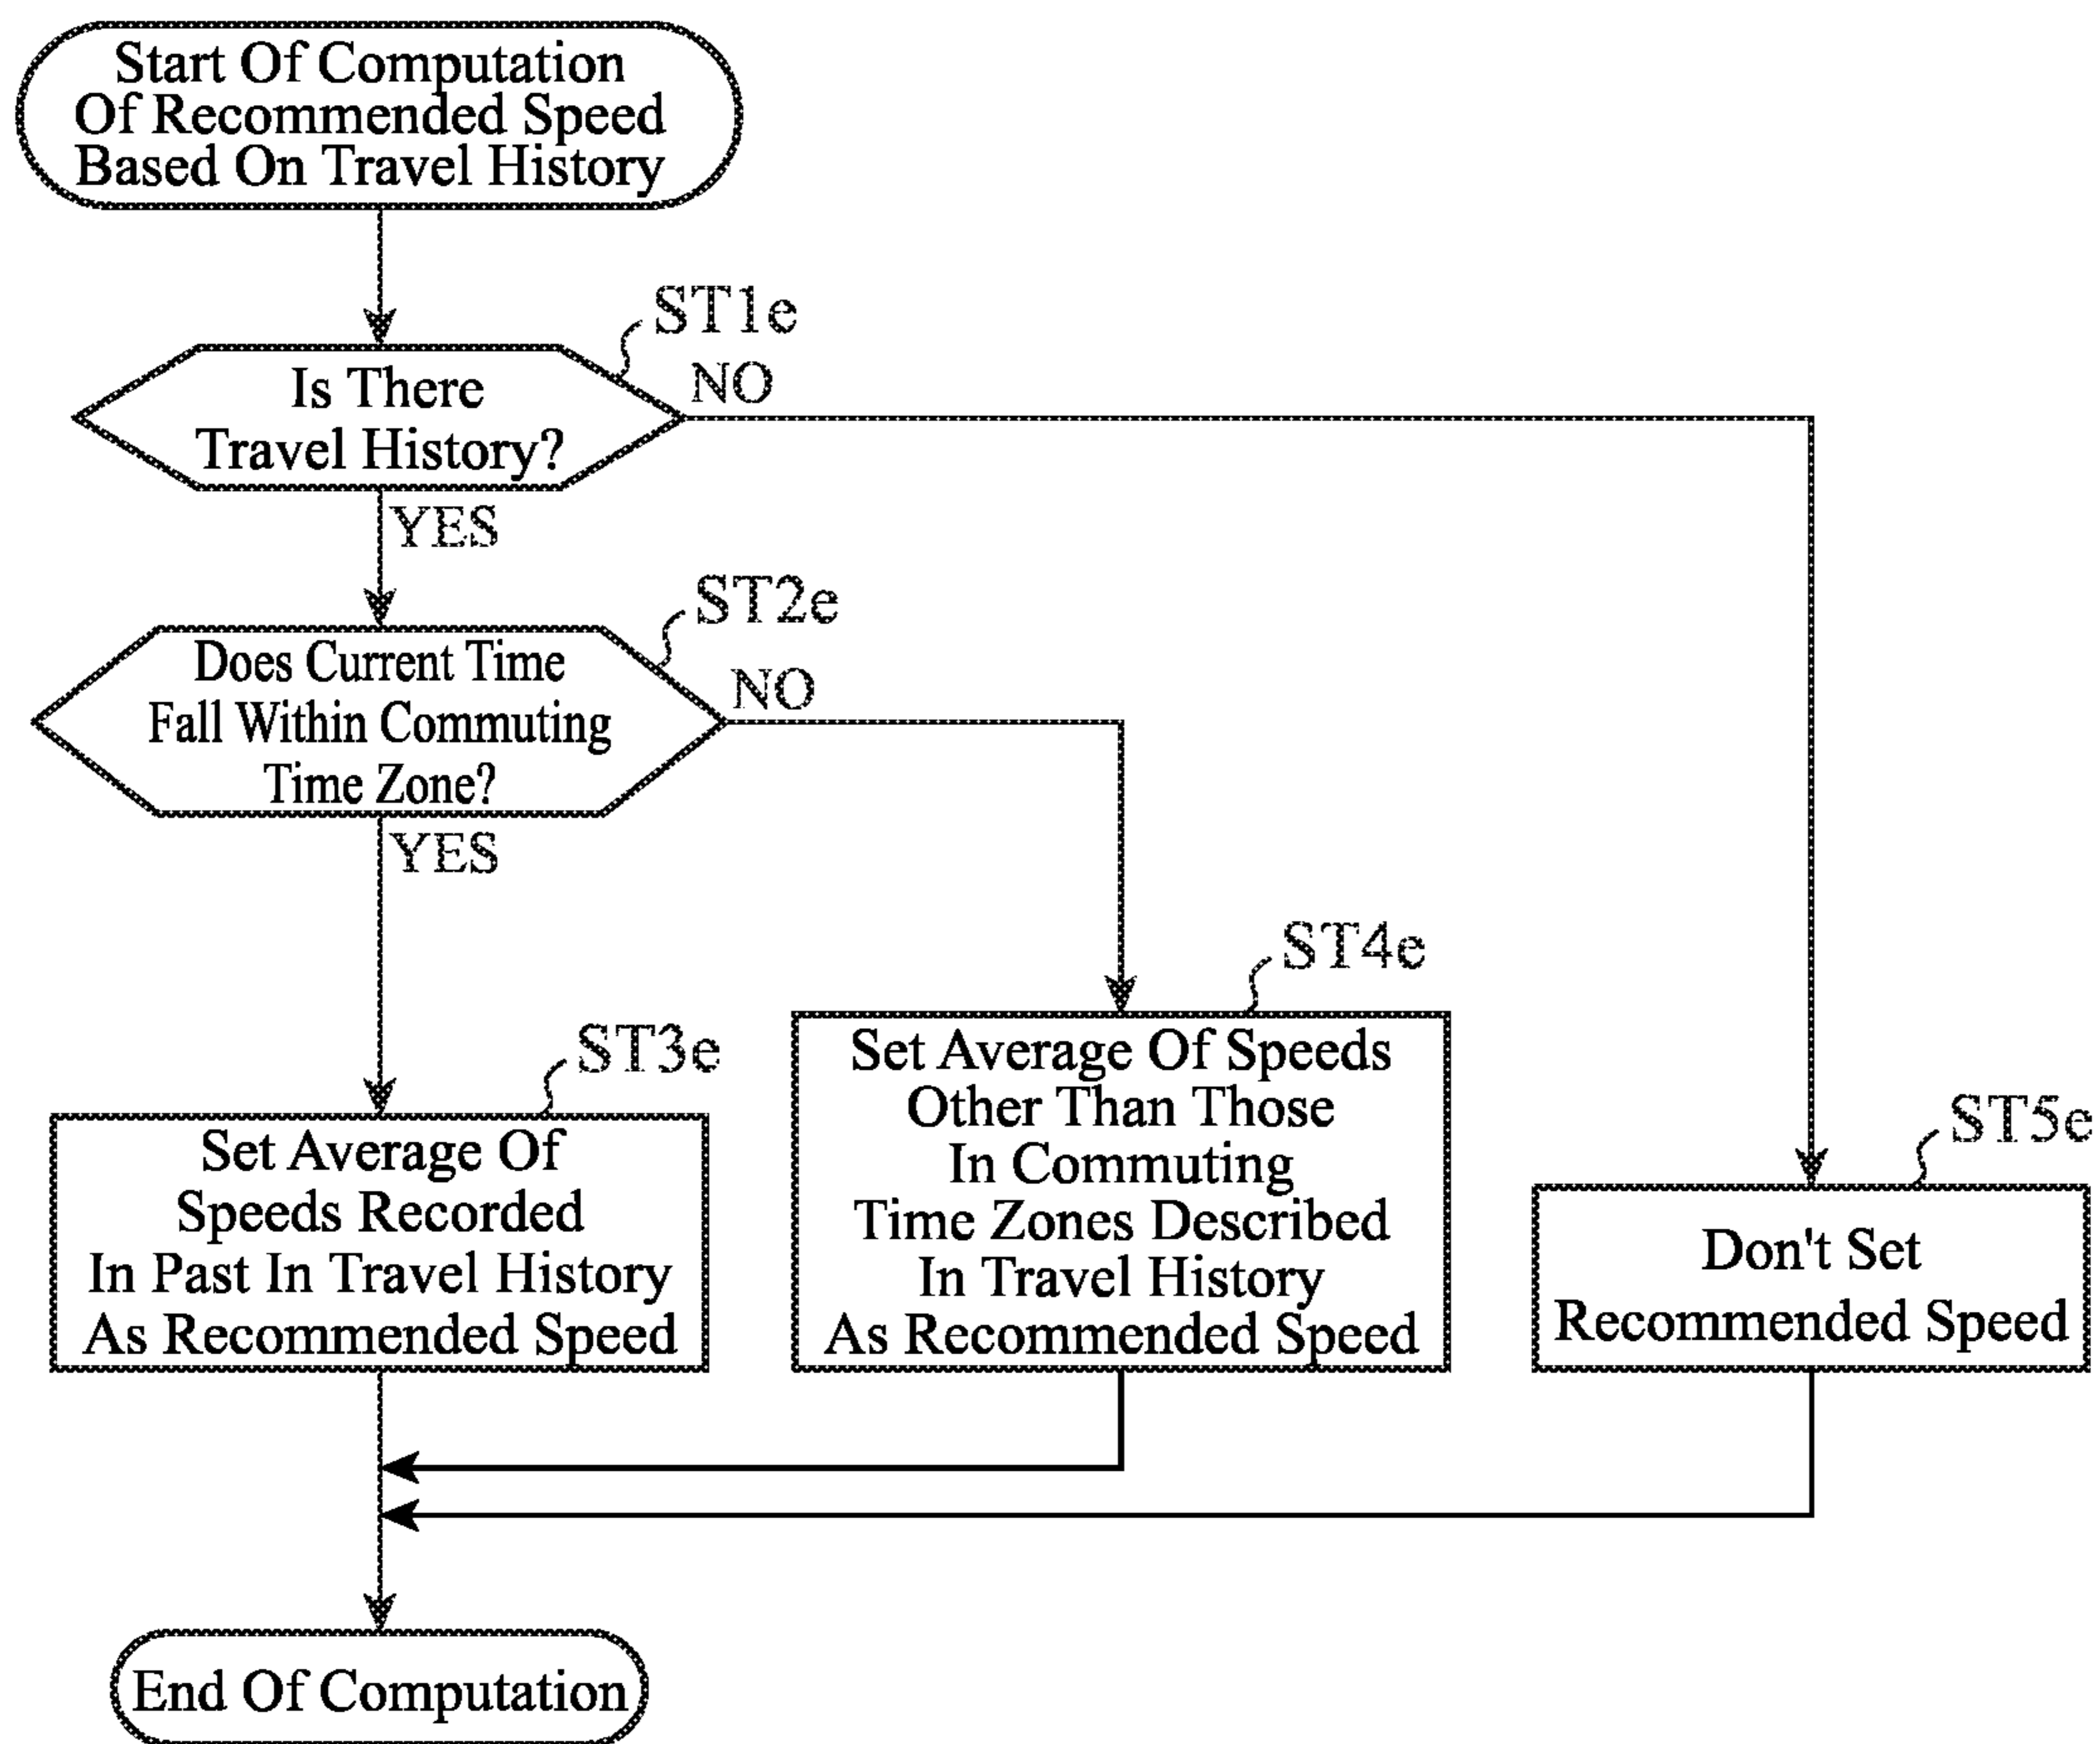 Start Of Computation
Of Recommended Speed
Based On Travel History
ST1e
NO
Is There
Travel History?
YES
ST2e
NO
Does Current Time
Fall Within Commuting
Time Zone?
YES
ST3e
Set Average Of
Speeds Recorded
In Past In Travel History
As Recommended Speed
ST4e
Set Average Of Speeds
Other Than Those
In Commuting
Time Zones Described
In Travel History
As Recommended Speed
ST5e
Don't Set
Recommended Speed
End Of Computation